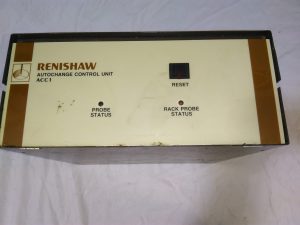 RENISHAW
AUTOCHANGE CONTROL UNIT
ACC1
RESET
PROBE
STATUS
RACK PROBE
STATUS